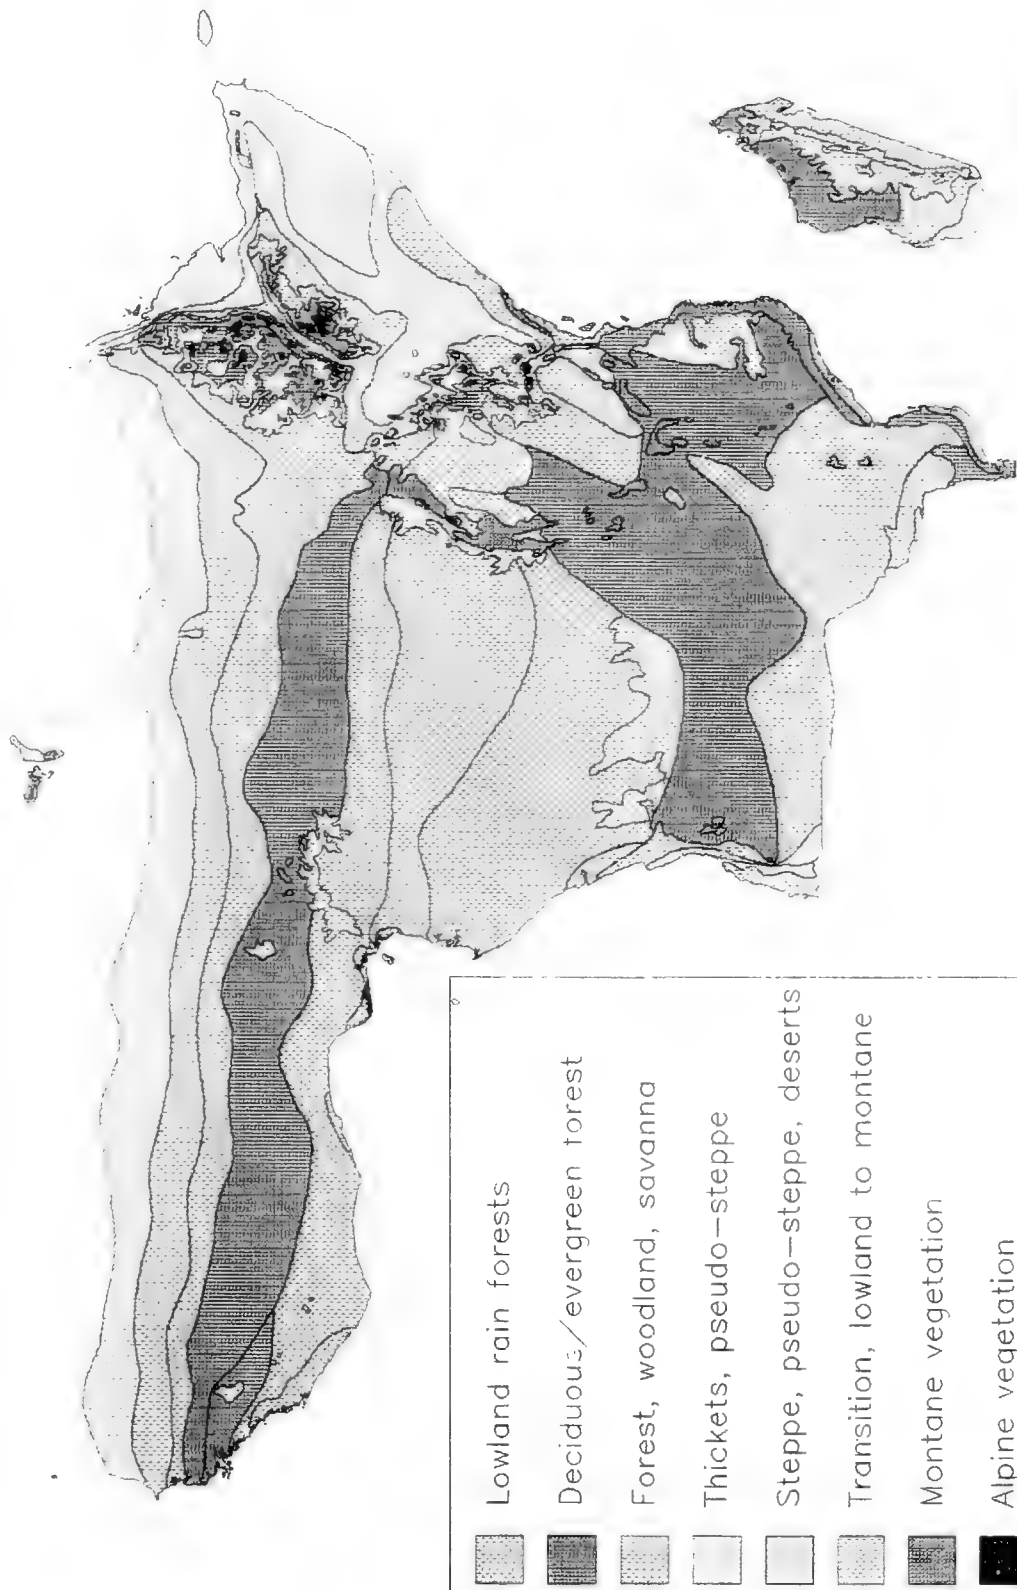 Lowland rain forests
Deciduous/evergreen torest
Forest, woodland, savanna
Thickets, pseudo-steppe
Steppe, pseudo-steppe, deserts
Transition, lowland to montane
Montane vegetation
Alpine vegetation